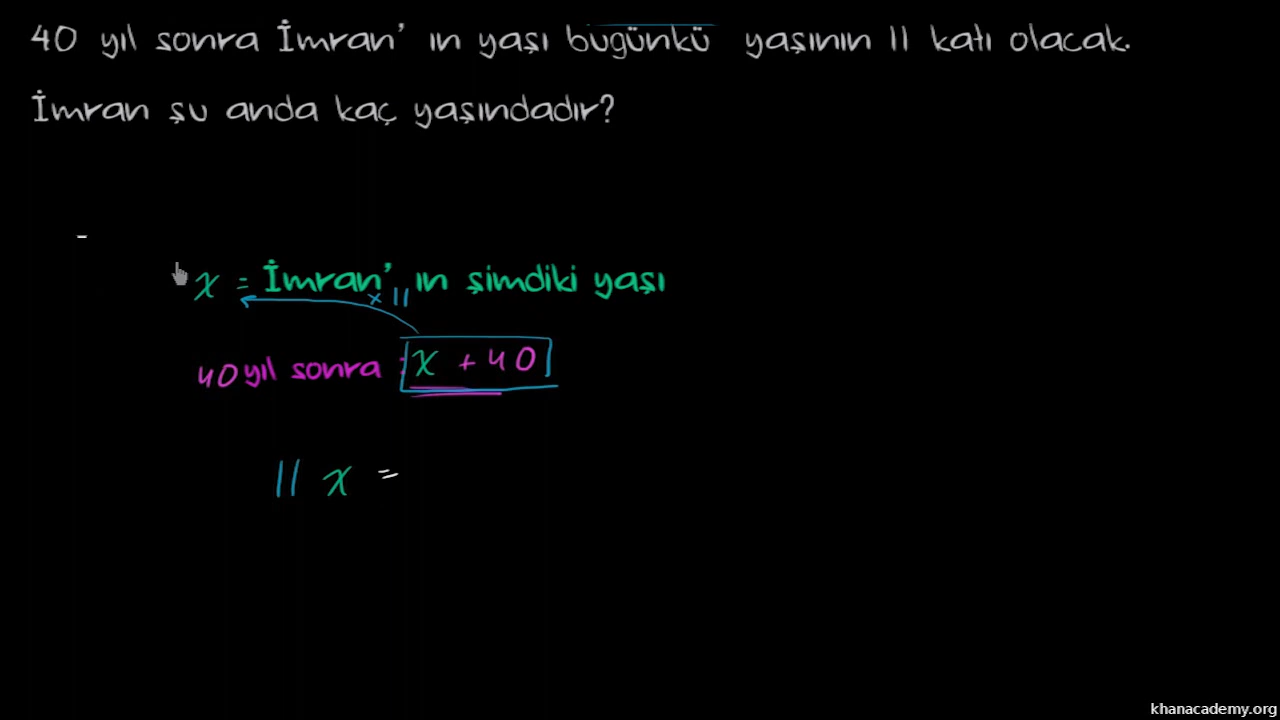 40 yıl sonra İmran' ın yaşı bugünkü yaşının 11 katı olacak.
İmran şu anda kaç yaşındadır?
x = İmran' ın şimdiki yaşı
x 11
40 yıl sonra : x + 40
11 x =
khanacademy.org